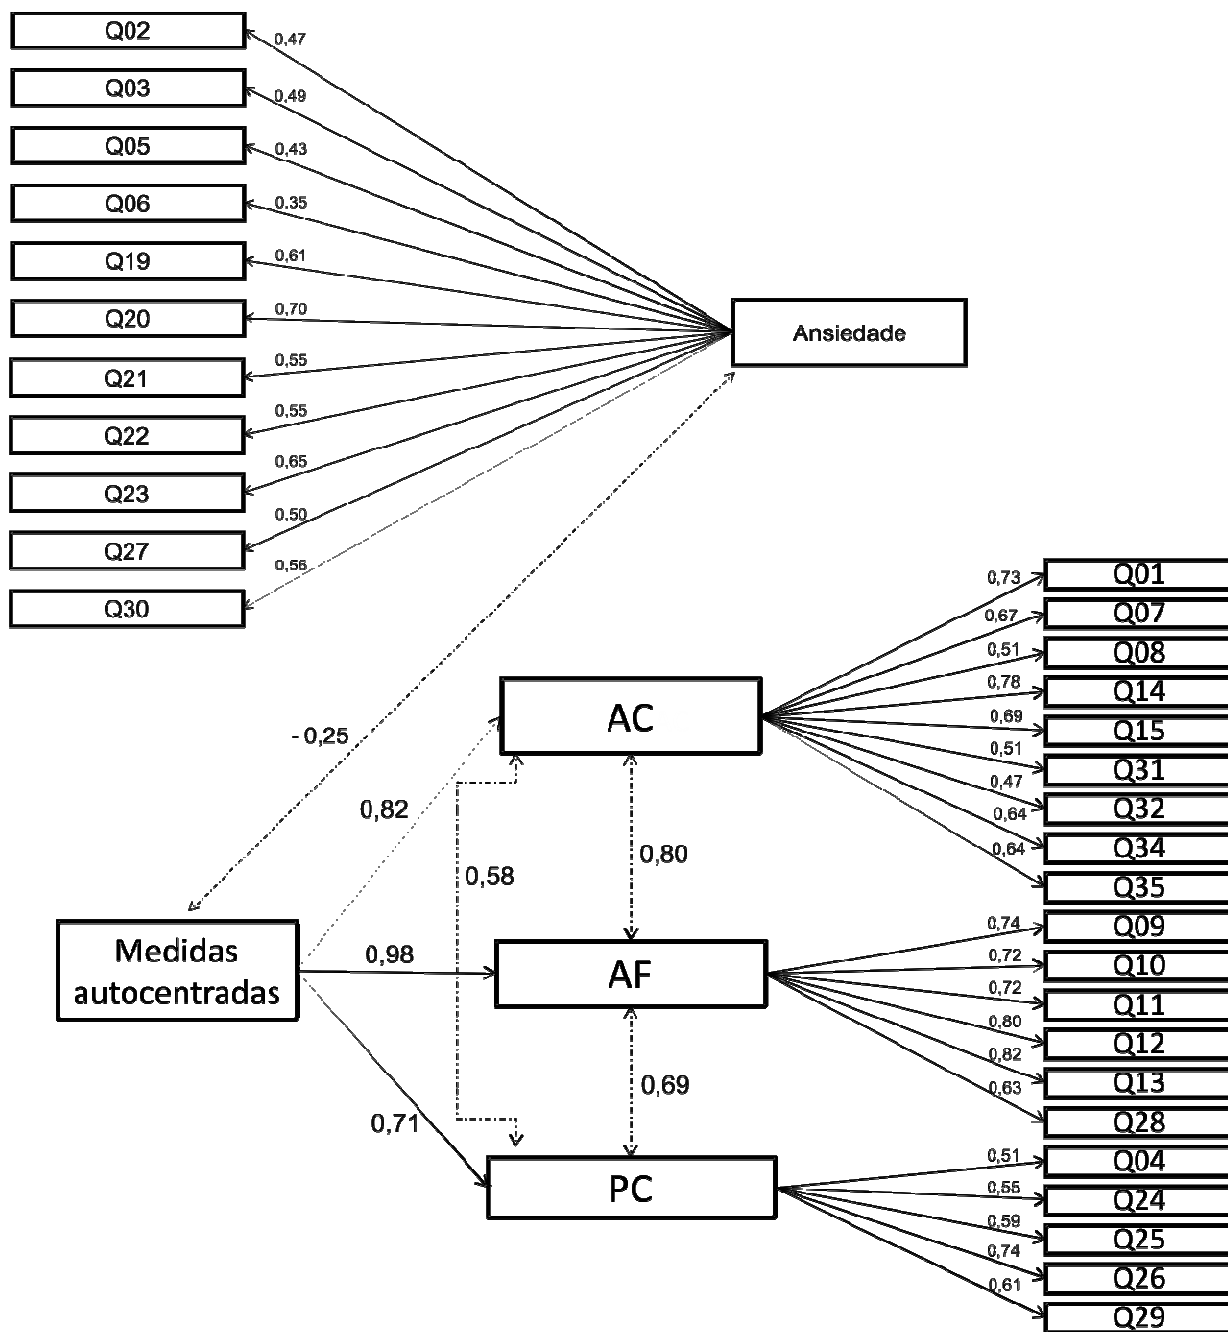 Q02
0,47
Q03
0,49
Q05
0,43
Q06
0.35
Q19
0,61
Q20
0,70
Q21
0,55
Q22
0,55
Q23
0,65
Q27
0.50
Q30
0,56
Ansiedade
- 0,25
Medidas
autocentradas
0,82
0,98
0,71
0,58
0,80
0,69
AC
AF
PC
0,73
Q01
0,67
Q07
0,51
Q08
0,78
Q14
0,69
Q15
0,51
Q31
0,47
Q32
0,64
Q34
0,64
Q35
0,74
Q09
0,72
Q10
0,72
Q11
0,80
Q12
0,82
Q13
0,63
Q28
0,51
Q04
0,55
Q24
0,59
Q25
0,74
Q26
0,61
Q29